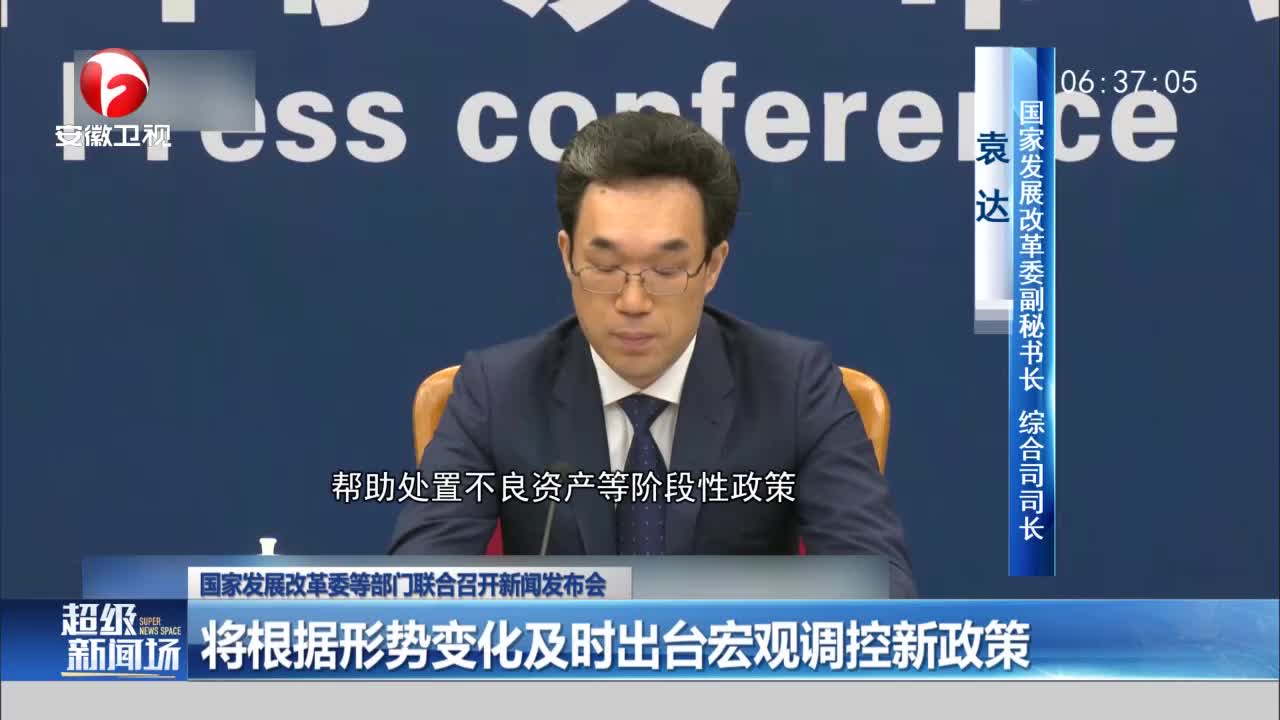 Press conference
安徽卫视
06:37:05
袁达
国家发展改革委副秘书长 综合司司长
帮助处置不良资产等阶段性政策
国家发展改革委等部门联合召开新闻发布会
将根据形势变化及时出台宏观调控新政策
超级
新闻场
SUPER
NEWS SPACE